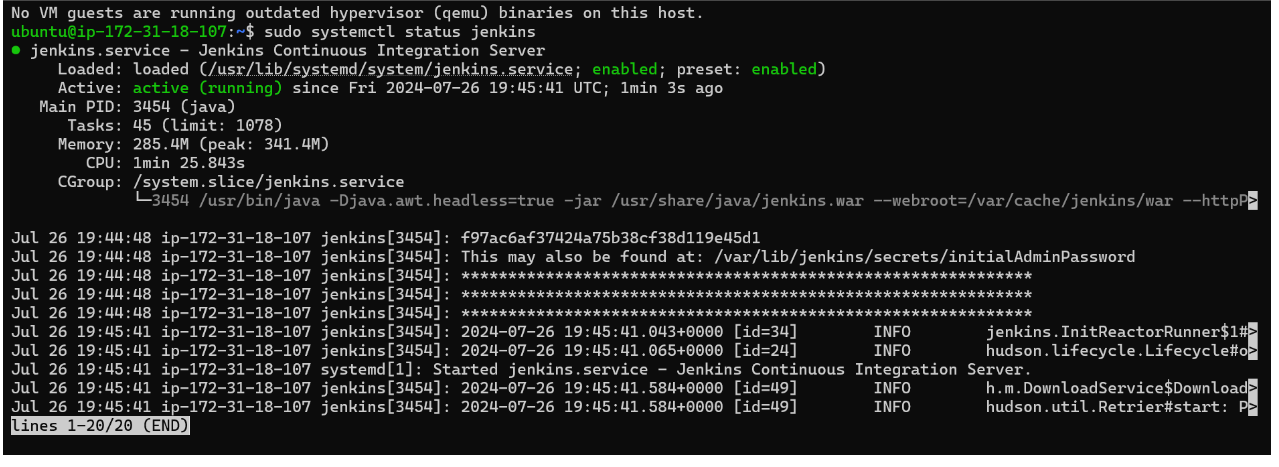 No VM guests are running outdated hypervisor (qemu) binaries on this host.
ubuntu@ip-172-31-18-107:~$ sudo systemctl status jenkins
● jenkins.service - Jenkins Continuous Integration Server
     Loaded: loaded (/usr/lib/systemd/system/jenkins.service; enabled; preset: enabled)
     Active: active (running) since Fri 2024-07-26 19:45:41 UTC; 1min 3s ago
   Main PID: 3454 (java)
      Tasks: 45 (limit: 1078)
     Memory: 285.4M (peak: 341.4M)
        CPU: 1min 25.843s
     CGroup: /system.slice/jenkins.service
             └─3454 /usr/bin/java -Djava.awt.headless=true -jar /usr/share/java/jenkins.war --webroot=/var/cache/jenkins/war --httpP>
Jul 26 19:44:48 ip-172-31-18-107 jenkins[3454]: f97ac6af37424a75b38cf38d119e45d1
Jul 26 19:44:48 ip-172-31-18-107 jenkins[3454]: This may also be found at: /var/lib/jenkins/secrets/initialAdminPassword
Jul 26 19:44:48 ip-172-31-18-107 jenkins[3454]: *************************************************************
Jul 26 19:44:48 ip-172-31-18-107 jenkins[3454]: *************************************************************
Jul 26 19:44:48 ip-172-31-18-107 jenkins[3454]: *************************************************************
Jul 26 19:45:41 ip-172-31-18-107 jenkins[3454]: 2024-07-26 19:45:41.043+0000 [id=34]        INFO        jenkins.InitReactorRunner$1#>
Jul 26 19:45:41 ip-172-31-18-107 jenkins[3454]: 2024-07-26 19:45:41.065+0000 [id=24]        INFO        hudson.lifecycle.Lifecycle#o>
Jul 26 19:45:41 ip-172-31-18-107 systemd[1]: Started jenkins.service - Jenkins Continuous Integration Server.
Jul 26 19:45:41 ip-172-31-18-107 jenkins[3454]: 2024-07-26 19:45:41.584+0000 [id=49]        INFO        h.m.DownloadService$Download>
Jul 26 19:45:41 ip-172-31-18-107 jenkins[3454]: 2024-07-26 19:45:41.584+0000 [id=49]        INFO        hudson.util.Retrier#start: P>
lines 1-20/20 (END)